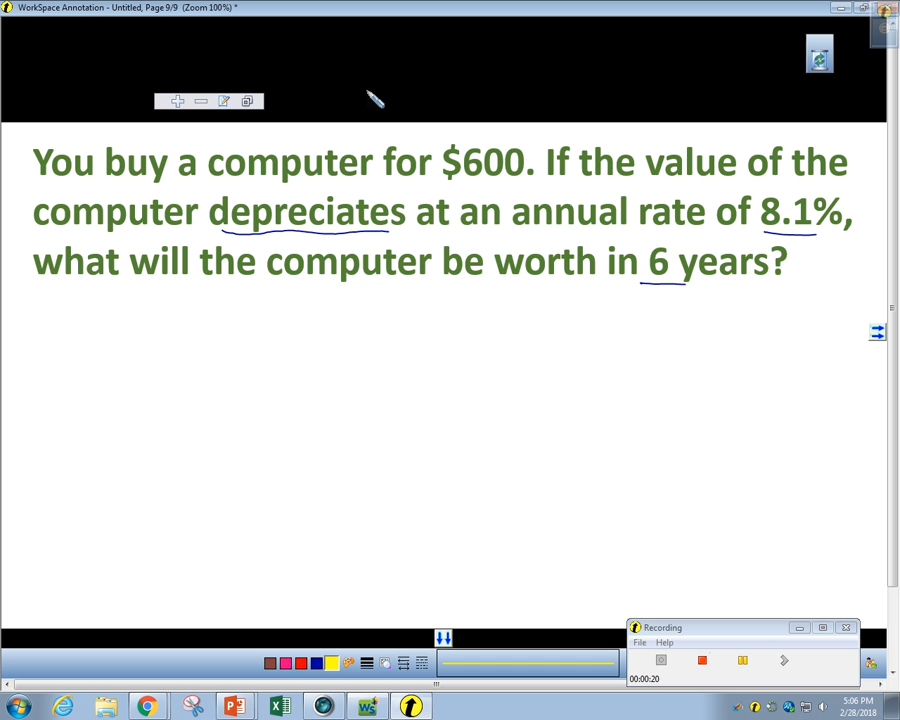 WorkSpace Annotation - Untitled, Page 9/9 (Zoom 100%) *
You buy a computer for $600. If the value of the
computer depreciates at an annual rate of 8.1%,
what will the computer be worth in 6 years?
Recording
File Help
00:00:20
5:06 PM
2/28/2018